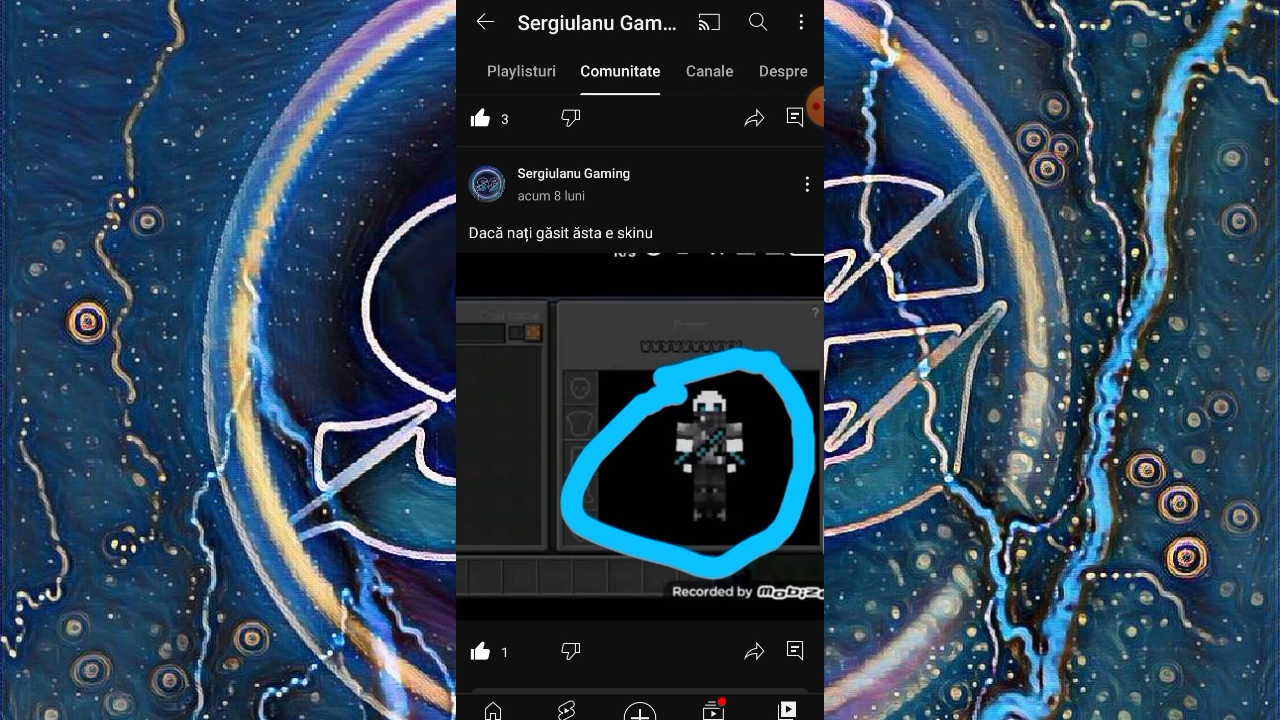 Sergiulanu Gam...
Playlisturi Comunitate Canale Despre
3
Sergiulanu Gaming
acum 8 luni
Dacă nați găsit ăsta e skinu
?
Recorded by
1